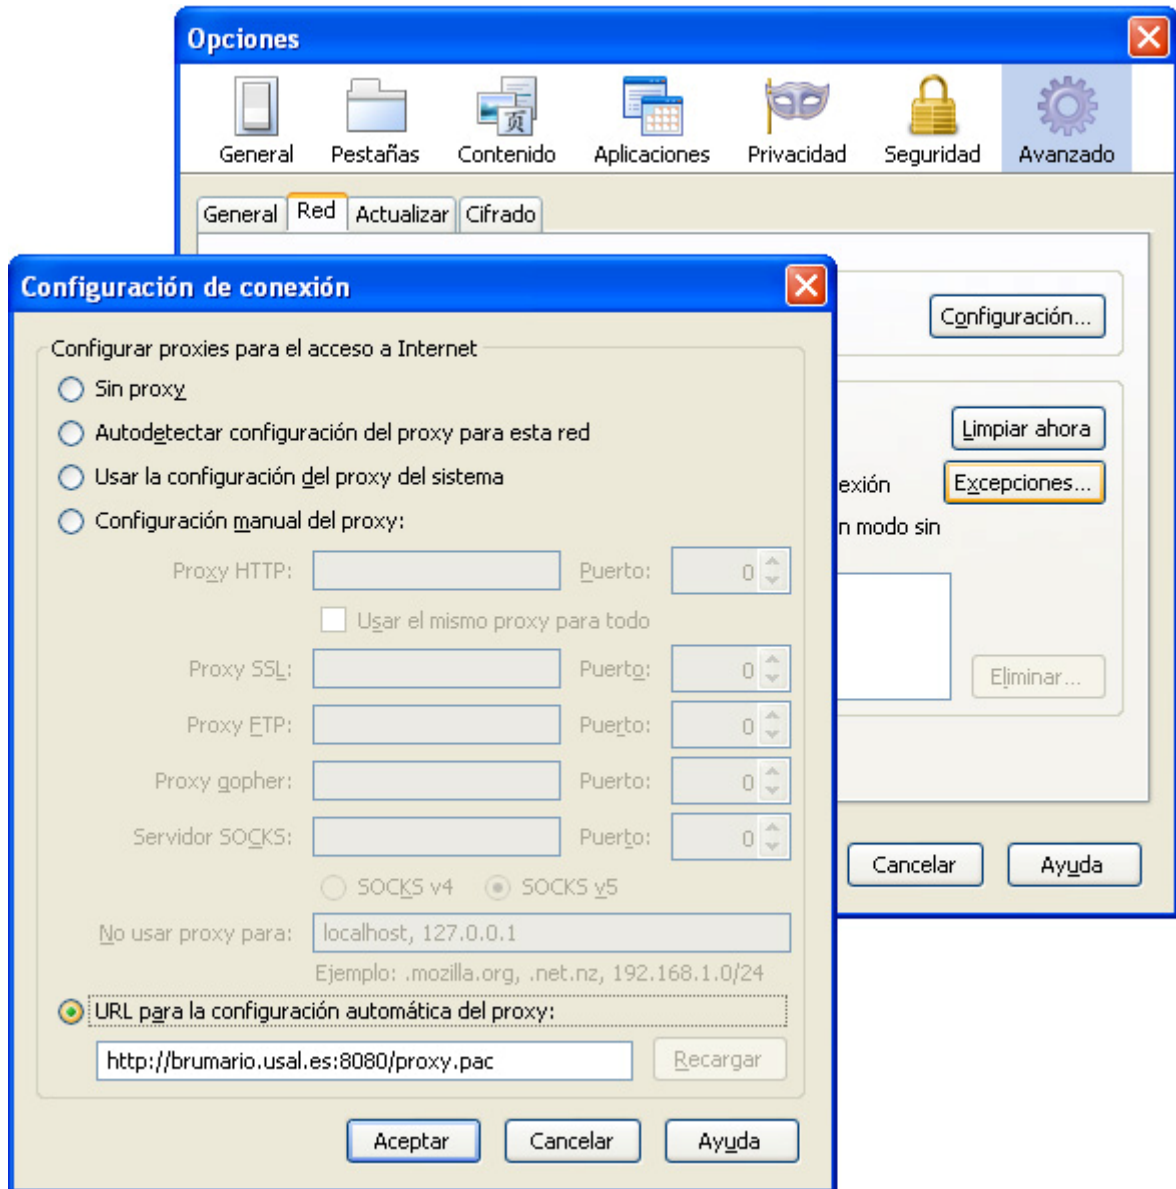 Opciones
General Pestañas Contenido Aplicaciones Privacidad Seguridad Avanzado
General Red Actualizar Cifrado
Configuración...
Limpiar ahora
exión Excepciones...
n modo sin
Eliminar...
Cancelar Ayuda
Configuración de conexión
Configurar proxies para el acceso a Internet
Sin proxy
Autodetectar configuración del proxy para esta red
Usar la configuración del proxy del sistema
Configuración manual del proxy:
Proxy HTTP: Puerto: 0
Usar el mismo proxy para todo
Proxy SSL: Puerto: 0
Proxy FTP: Puerto: 0
Proxy gopher: Puerto: 0
Servidor SOCKS: Puerto: 0
SOCKS v4 SOCKS v5
No usar proxy para: localhost, 127.0.0.1
Ejemplo: .mozilla.org, .net.nz, 192.168.1.0/24
URL para la configuración automática del proxy:
http://brumario.usal.es:8080/proxy.pac Recargar
Aceptar Cancelar Ayuda